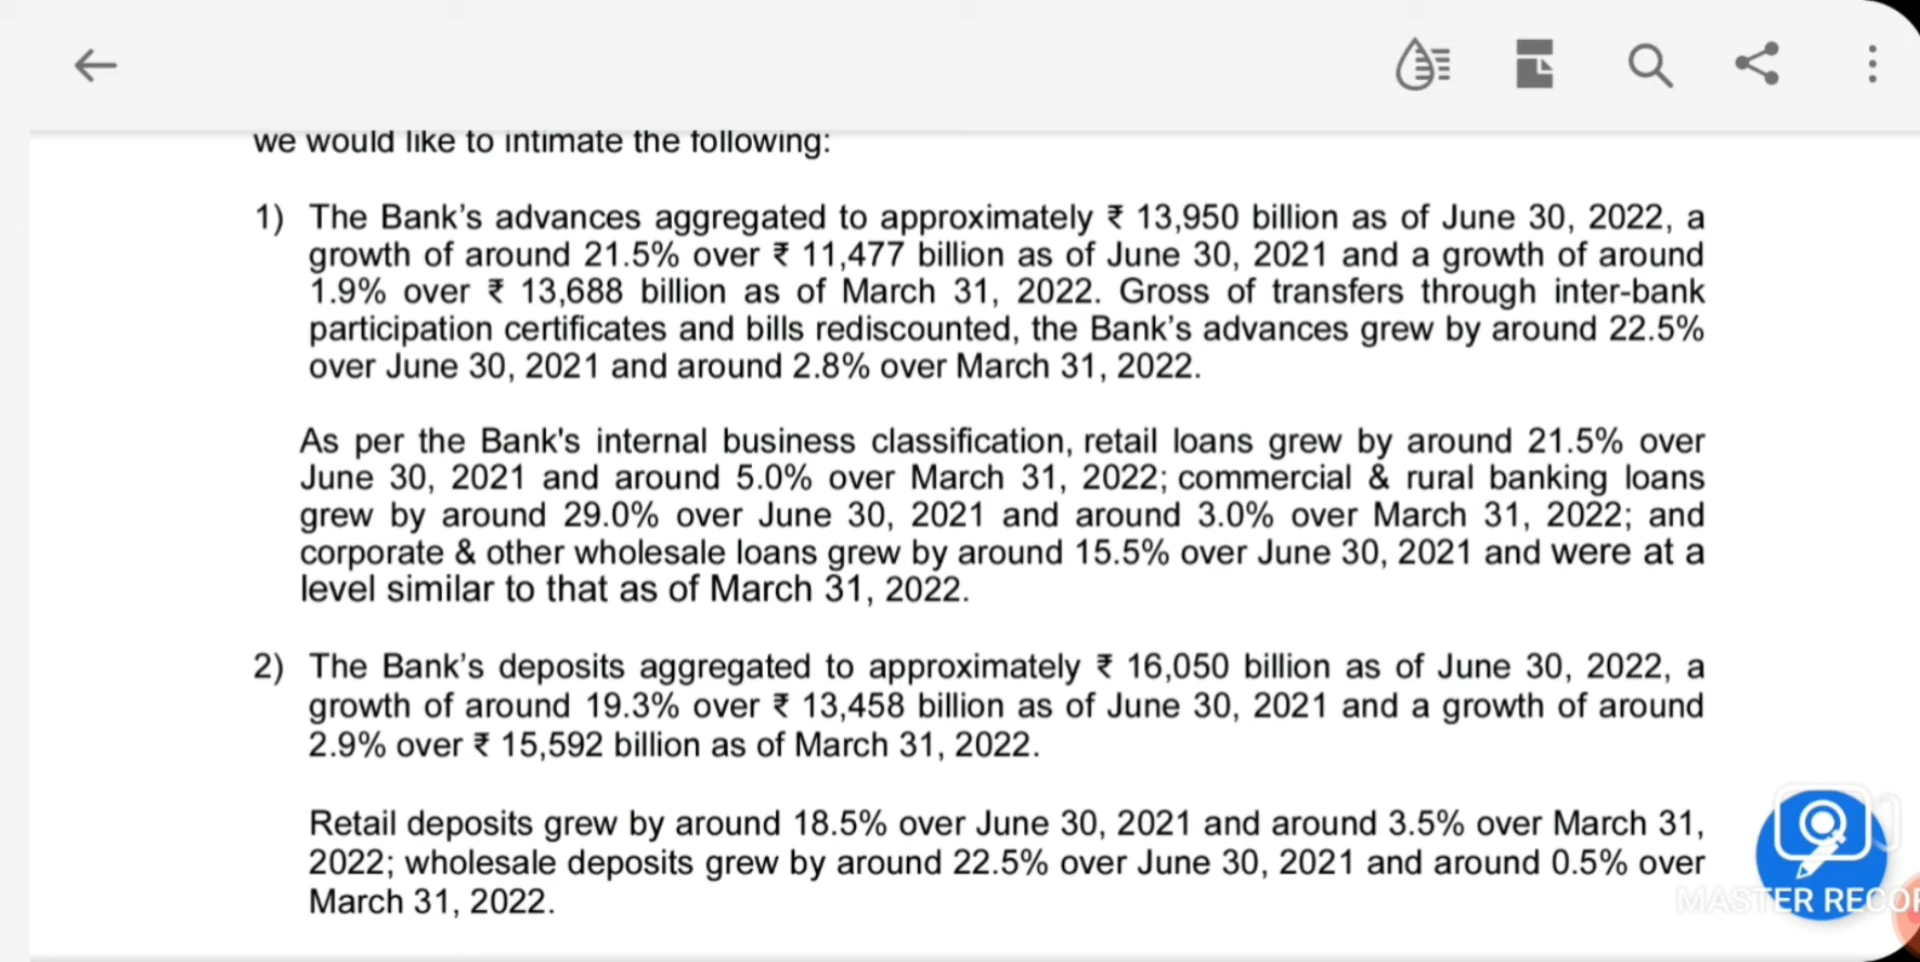 we would like to intimate the following:
1) The Bank's advances aggregated to approximately ₹ 13,950 billion as of June 30, 2022, a
growth of around 21.5% over ₹ 11,477 billion as of June 30, 2021 and a growth of around
1.9% over ₹ 13,688 billion as of March 31, 2022. Gross of transfers through inter-bank
participation certificates and bills rediscounted, the Bank's advances grew by around 22.5%
over June 30, 2021 and around 2.8% over March 31, 2022.
As per the Bank's internal business classification, retail loans grew by around 21.5% over
June 30, 2021 and around 5.0% over March 31, 2022; commercial & rural banking loans
grew by around 29.0% over June 30, 2021 and around 3.0% over March 31, 2022; and
corporate & other wholesale loans grew by around 15.5% over June 30, 2021 and were at a
level similar to that as of March 31, 2022.
2) The Bank's deposits aggregated to approximately ₹ 16,050 billion as of June 30, 2022, a
growth of around 19.3% over ₹ 13,458 billion as of June 30, 2021 and a growth of around
2.9% over ₹ 15,592 billion as of March 31, 2022.
Retail deposits grew by around 18.5% over June 30, 2021 and around 3.5% over March 31,
2022; wholesale deposits grew by around 22.5% over June 30, 2021 and around 0.5% over
March 31, 2022.
MASTER RECOR